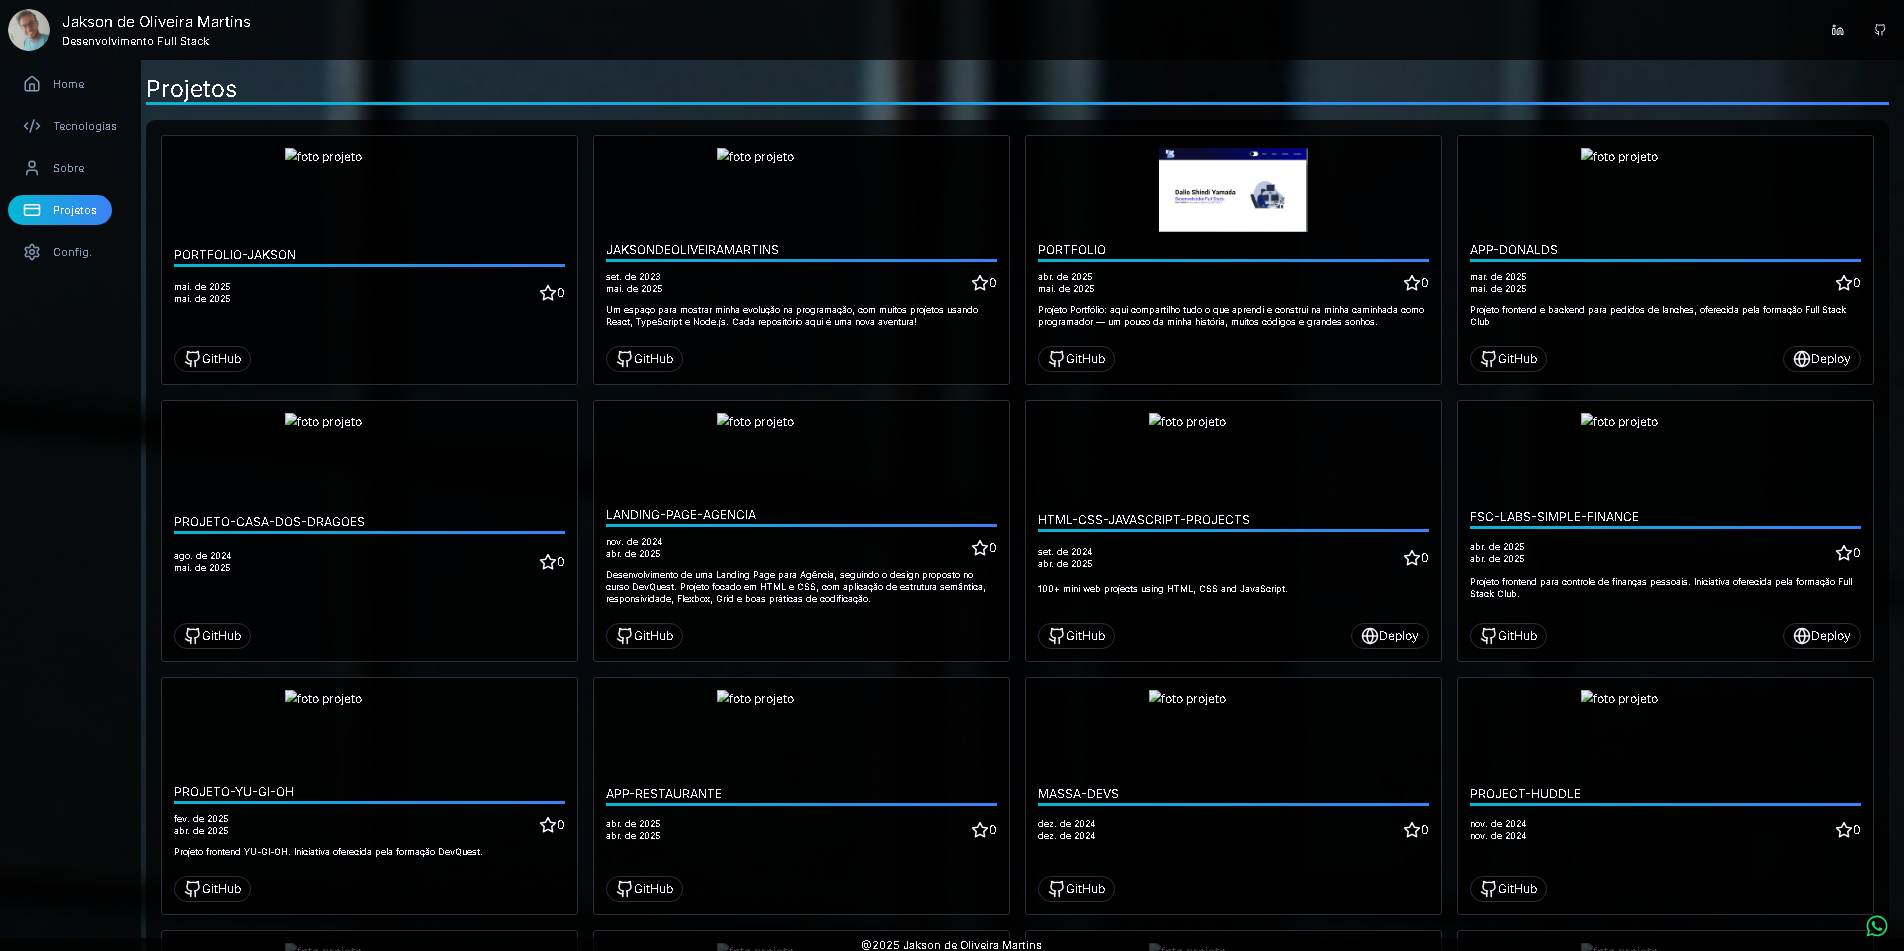 Jakson de Oliveira Martins
Desenvolvimento Full Stack
Home
Tecnologias
Sobre
Projetos
Config.
Projetos
foto projeto
PORTFOLIO-JAKSON
mai. de 2025
mai. de 2025
0
GitHub
foto projeto
JAKSONDEOLIVEIRAMARTINS
set. de 2023
mai. de 2025
0
Um espaço para mostrar minha evolução na programação, com muitos projetos usando
React, TypeScript e Node.js. Cada repositório aqui é uma nova aventura!
GitHub
Dalio Shindi Yamada
Desenvolvedor Full Stack
PORTFOLIO
abr. de 2025
mai. de 2025
0
Projeto Portfólio: aqui compartilho tudo o que aprendi e construi na minha caminhada como
programador — um pouco da minha história, muitos códigos e grandes sonhos.
GitHub
foto projeto
APP-DONALDS
mar. de 2025
mai. de 2025
0
Projeto frontend e backend para pedidos de lanches, oferecida pela formação Full Stack
Club
GitHub
Deploy
foto projeto
PROJETO-CASA-DOS-DRAGOES
ago. de 2024
mai. de 2025
0
GitHub
foto projeto
LANDING-PAGE-AGENCIA
nov. de 2024
abr. de 2025
0
Desenvolvimento de uma Landing Page para Agência, seguindo o design proposto no
curso DevQuest. Projeto focado em HTML e CSS, com aplicação de estrutura semântica,
responsividade, Flexbox, Grid e boas práticas de codificação.
GitHub
foto projeto
HTML-CSS-JAVASCRIPT-PROJECTS
set. de 2024
abr. de 2025
0
100+ mini web projects using HTML, CSS and JavaScript.
GitHub
Deploy
foto projeto
FSC-LABS-SIMPLE-FINANCE
abr. de 2025
abr. de 2025
0
Projeto frontend para controle de finanças pessoais. Iniciativa oferecida pela formação Full
Stack Club.
GitHub
Deploy
foto projeto
PROJETO-YU-GI-OH
fev. de 2025
abr. de 2025
0
Projeto frontend YU-GI-OH. Iniciativa oferecida pela formação DevQuest.
GitHub
foto projeto
APP-RESTAURANTE
abr. de 2025
abr. de 2025
0
GitHub
foto projeto
MASSA-DEVS
dez. de 2024
dez. de 2024
0
GitHub
foto projeto
PROJECT-HUDDLE
nov. de 2024
nov. de 2024
0
GitHub
foto projeto
foto projeto
foto projeto
foto projeto
@2025 Jakson de Oliveira Martins